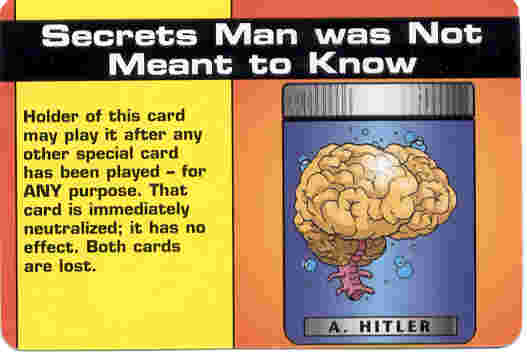 Secrets Man was Not
Meant to Know
Holder of this card
may play it after any
other special card
has been played – for
ANY purpose. That
card is immediately
neutralized; it has no
effect. Both cards
are lost.
A. HITLER